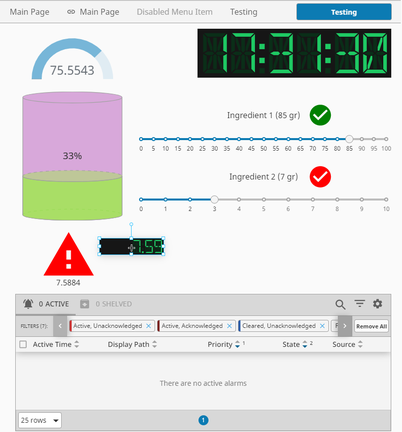 Main Page Main Page Disabled Menu Item Testing Testing
75.5543
17:31:30
33%
Ingredient 1 (85 gr)
0 5 10 15 20 25 30 35 40 45 50 55 60 65 70 75 80 85 90 95 100
Ingredient 2 (7 gr)
0 1 2 3 4 5 6 7 8 9 10
7.59
7.5884
0 ACTIVE 0 SHELVED
FILTERS (7): Active, Unacknowledged Active, Acknowledged Cleared, Unacknowledged Remove All
Active Time Display Path Priority 1 State 2 Source
There are no active alarms
25 rows 1